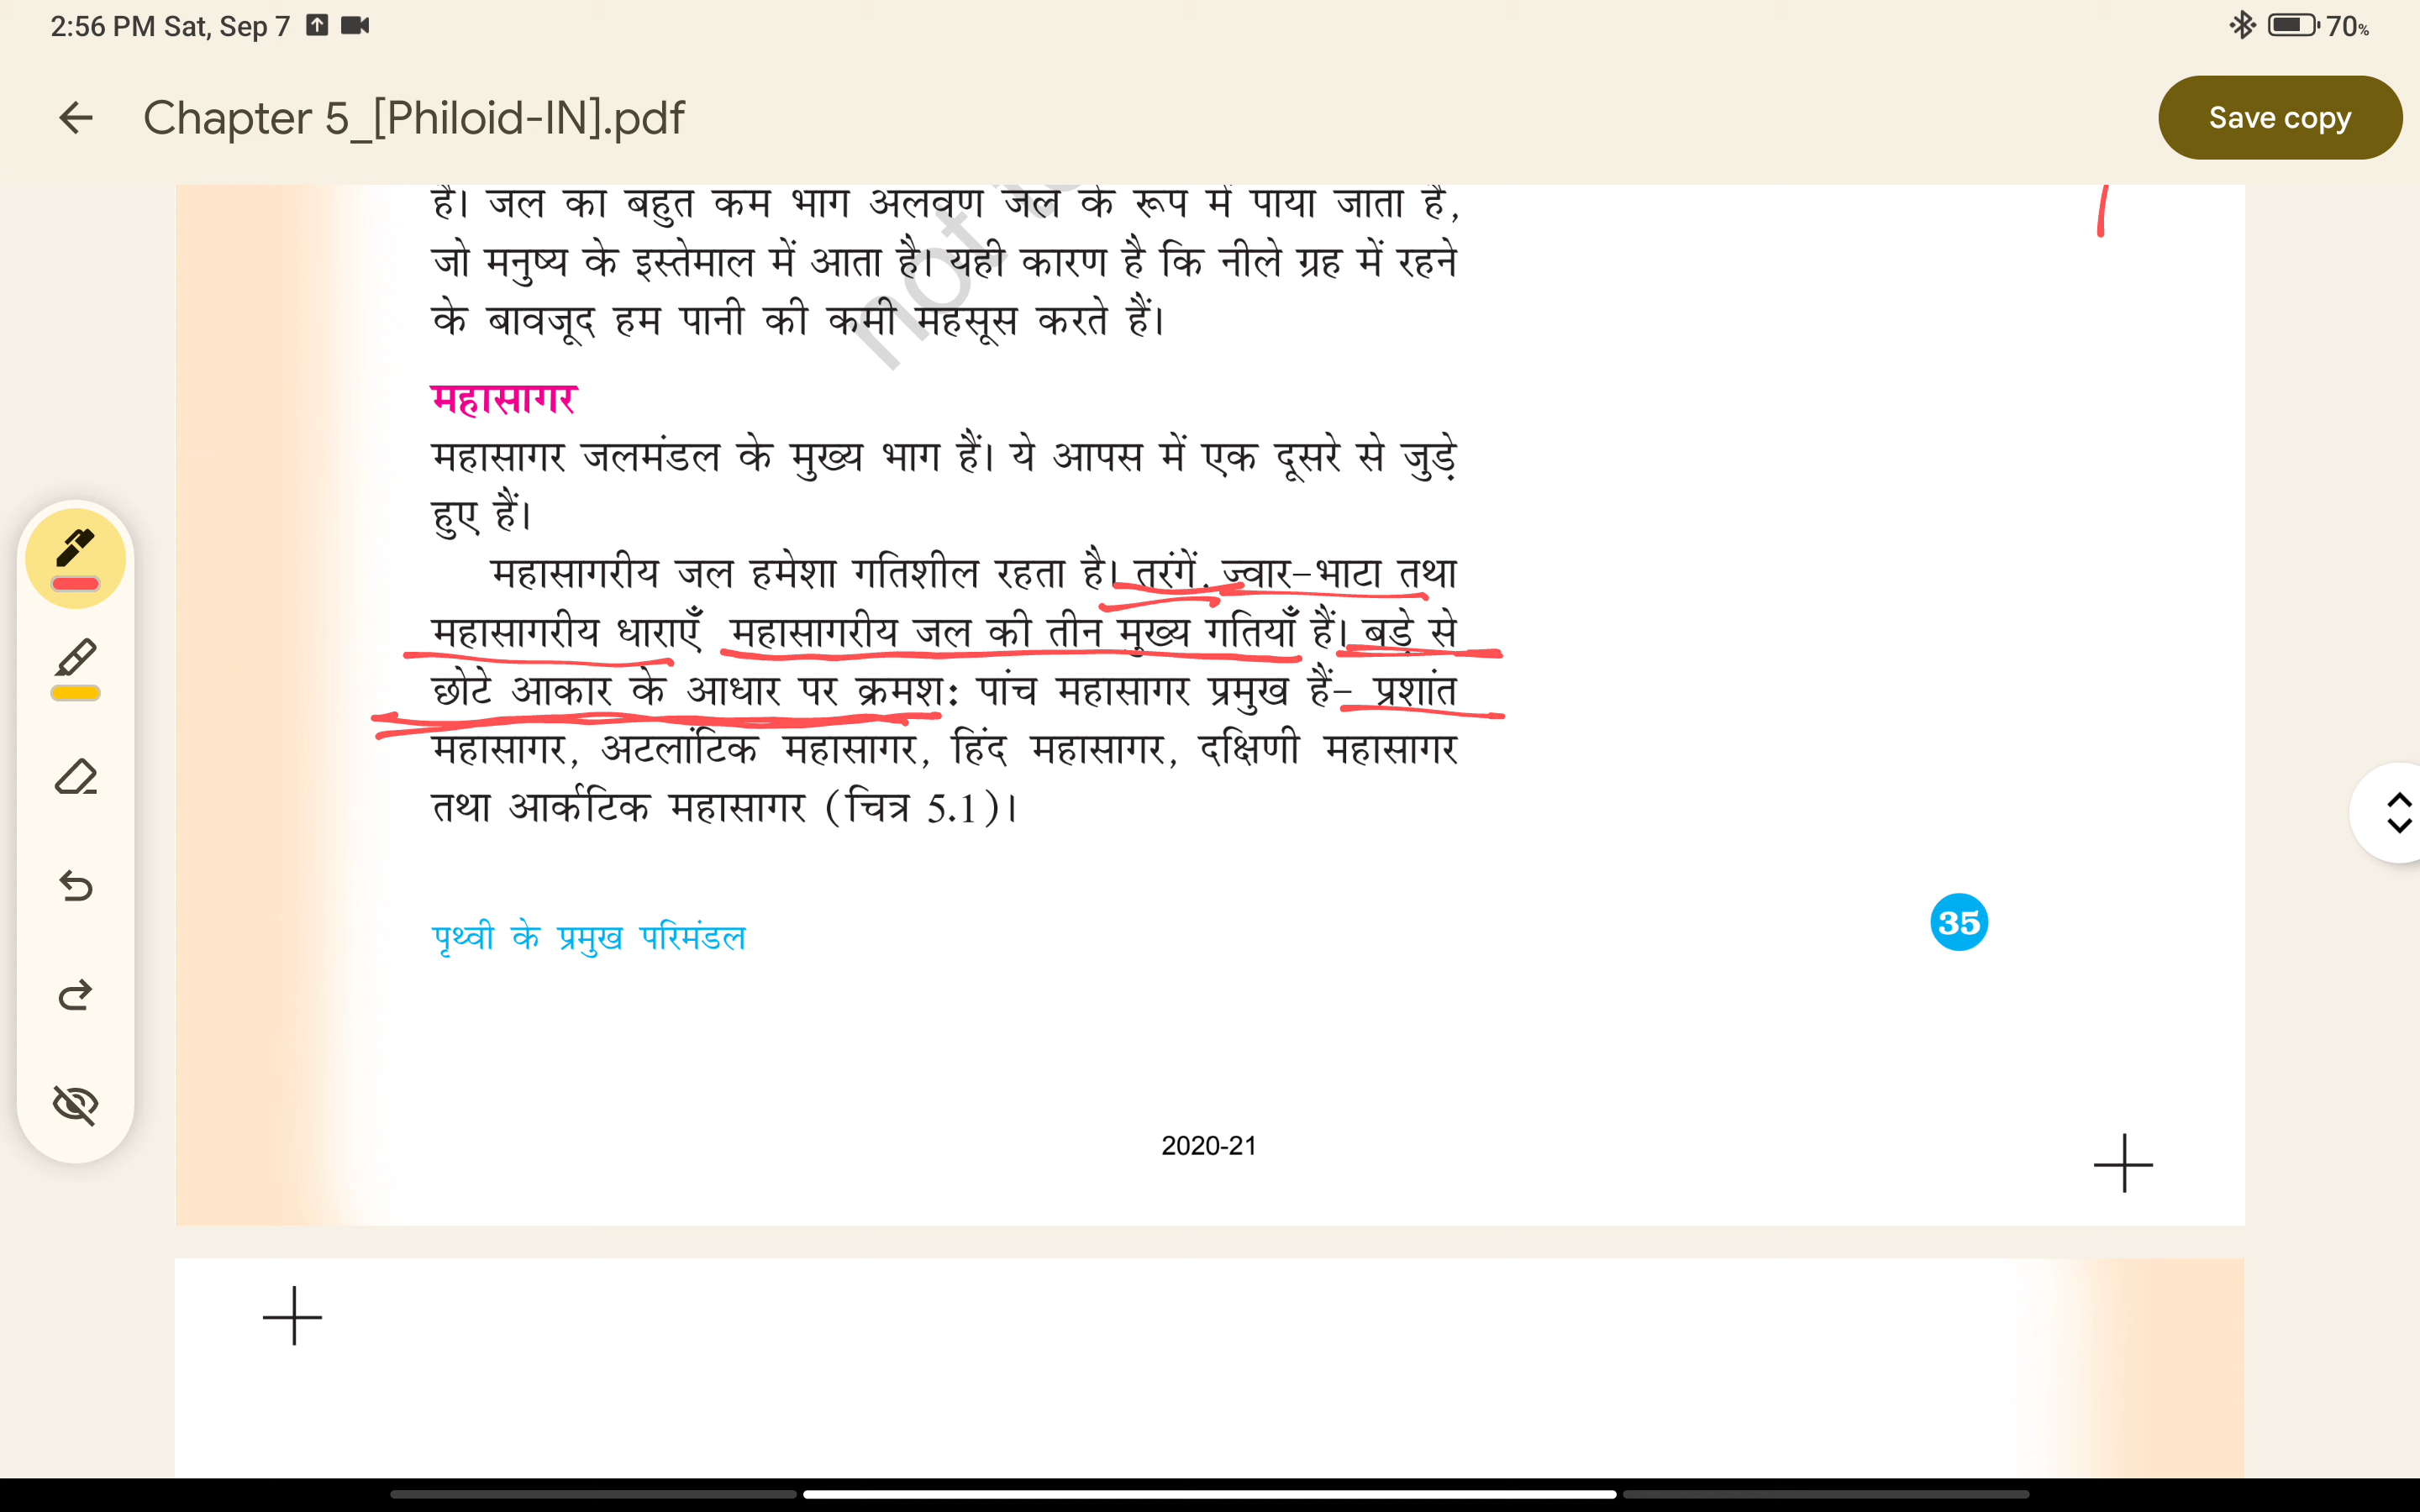 2:56 PM Sat, Sep 7
70%
Chapter 5_[Philoid-IN].pdf
Save copy
है। जल का बहुत कम भाग अलवण जल के रूप में पाया जाता है,
जो मनुष्य के इस्तेमाल में आता है। यही कारण है कि नीले ग्रह में रहने
के बावजूद हम पानी की कमी महसूस करते हैं।
not
महासागर
महासागर जलमंडल के मुख्य भाग हैं। ये आपस में एक दूसरे से जुड़े
हुए हैं।
महासागरीय जल हमेशा गतिशील रहता है। तरंगें, ज्वार-भाटा तथा
महासागरीय धाराएँ महासागरीय जल की तीन मुख्य गतियाँ हैं। बड़े से
छोटे आकार के आधार पर क्रमश: पांच महासागर प्रमुख हैं- प्रशांत
महासागर, अटलांटिक महासागर, हिंद महासागर, दक्षिणी महासागर
तथा आर्कटिक महासागर (चित्र 5.1)।
पृथ्वी के प्रमुख परिमंडल
35
2020-21